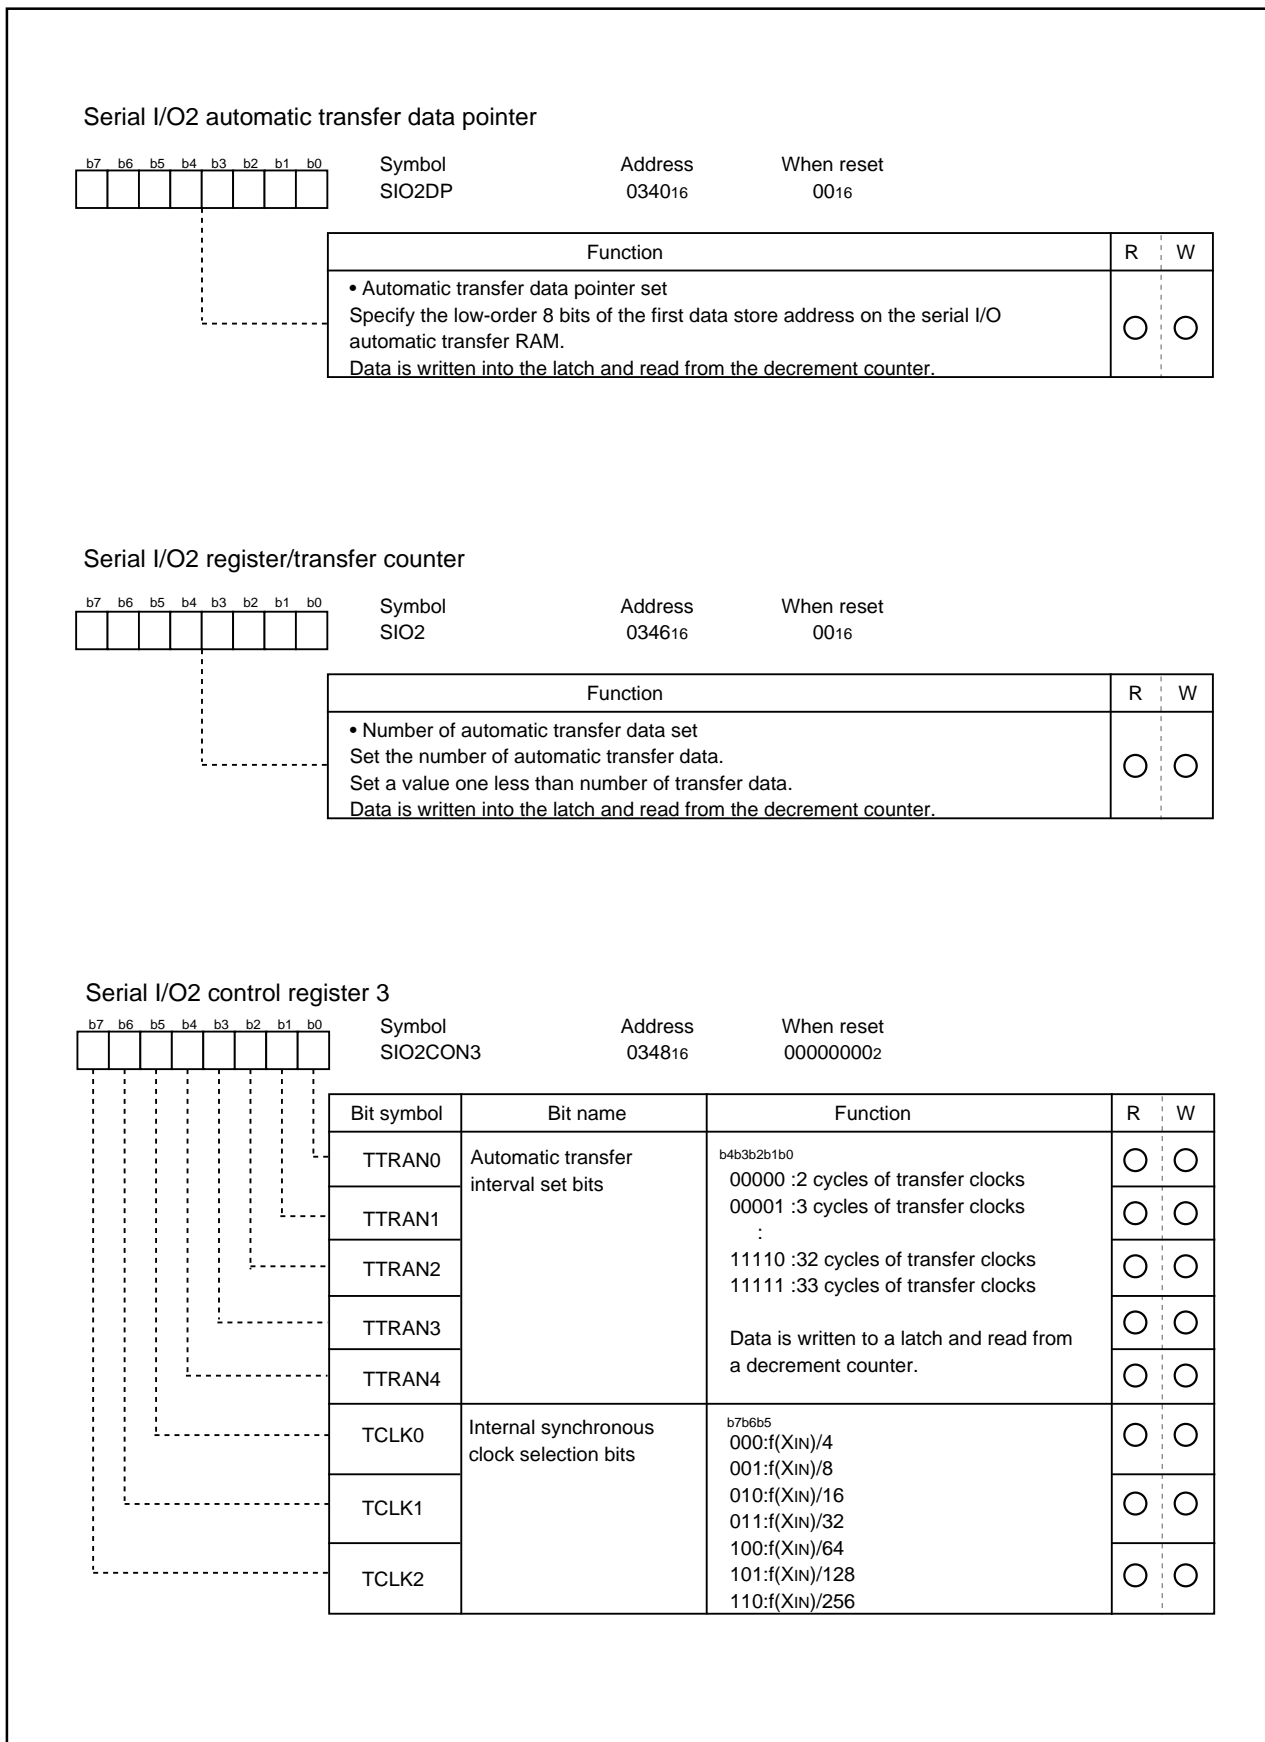 Serial I/O2 automatic transfer data pointer
b7 b6 b5 b4 b3 b2 b1 b0
Symbol Address When reset
SIO2DP 034016 0016
Function R W
• Automatic transfer data pointer set
Specify the low-order 8 bits of the first data store address on the serial I/O
automatic transfer RAM.
Data is written into the latch and read from the decrement counter.
Serial I/O2 register/transfer counter
b7 b6 b5 b4 b3 b2 b1 b0
Symbol Address When reset
SIO2 034616 0016
Function R W
• Number of automatic transfer data set
Set the number of automatic transfer data.
Set a value one less than number of transfer data.
Data is written into the latch and read from the decrement counter.
Serial I/O2 control register 3
b7 b6 b5 b4 b3 b2 b1 b0
Symbol Address When reset
SIO2CON3 034816 000000002
Bit symbol Bit name Function R W
TTRAN0
TTRAN1
TTRAN2
TTRAN3
TTRAN4
Automatic transfer
interval set bits
b4b3b2b1b0
00000 :2 cycles of transfer clocks
00001 :3 cycles of transfer clocks
:
11110 :32 cycles of transfer clocks
11111 :33 cycles of transfer clocks
Data is written to a latch and read from
a decrement counter.
TCLK0
TCLK1
TCLK2
Internal synchronous
clock selection bits
b7b6b5
000:f(XIN)/4
001:f(XIN)/8
010:f(XIN)/16
011:f(XIN)/32
100:f(XIN)/64
101:f(XIN)/128
110:f(XIN)/256